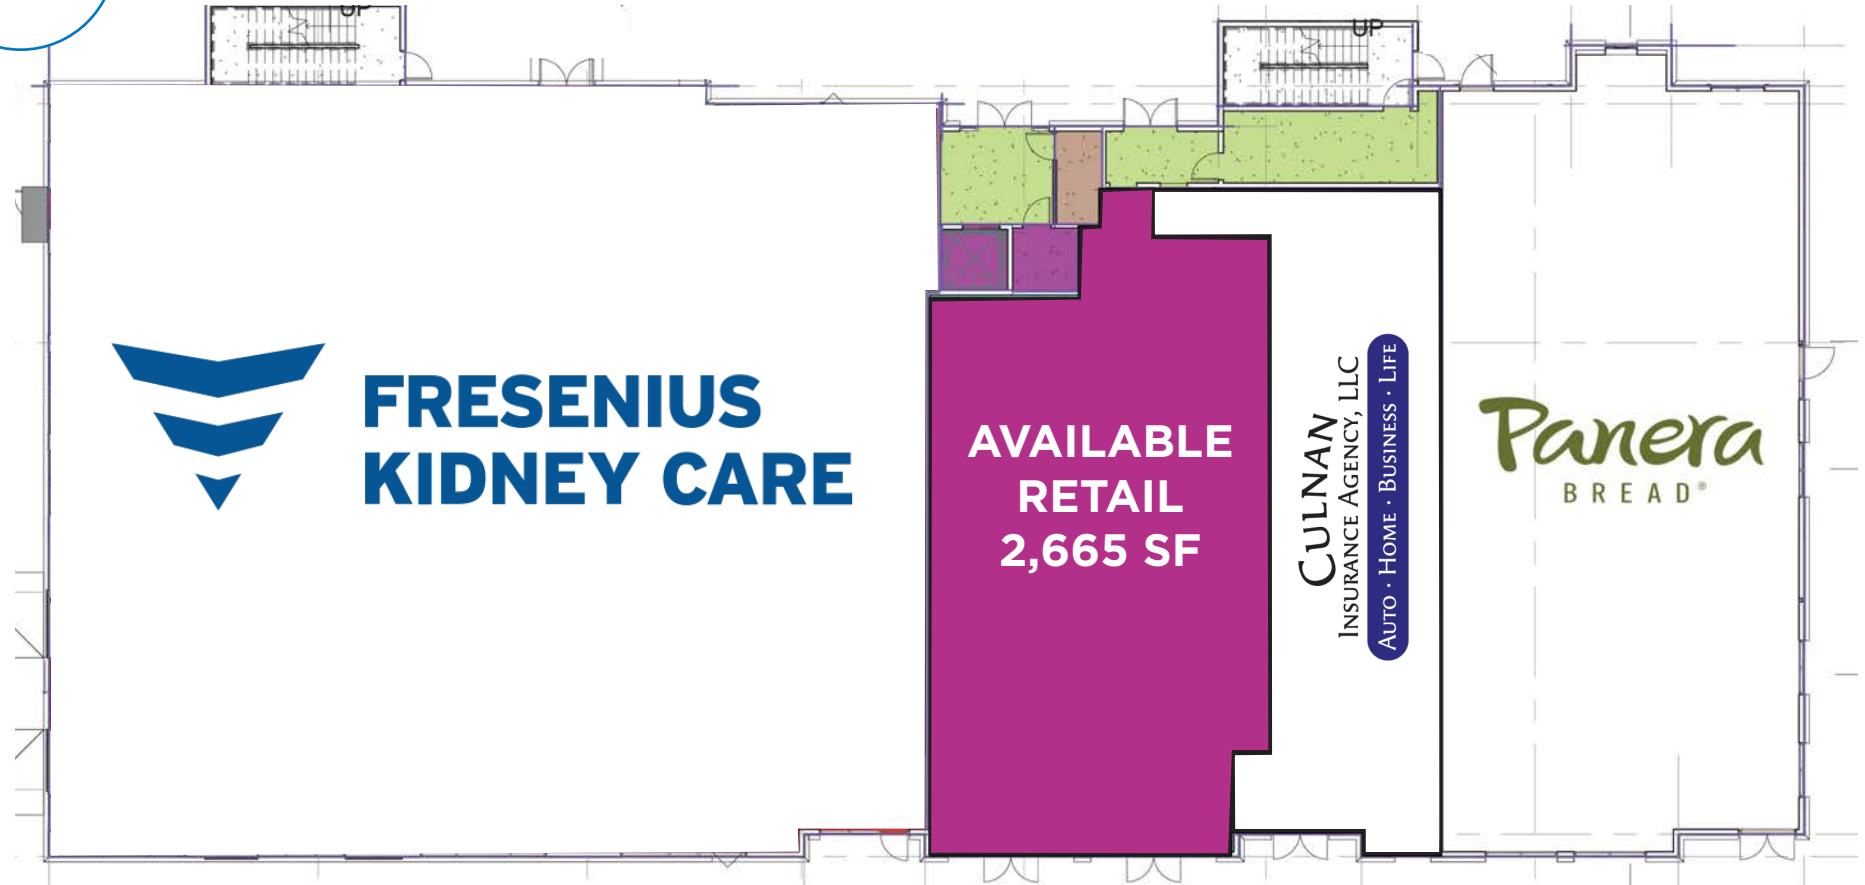 UP
UP
FRESENIUS
KIDNEY CARE
AVAILABLE
RETAIL
2,665 SF
CULNAN
INSURANCE AGENCY, LLC
AUTO · HOME · BUSINESS · LIFE
Panera
BREAD®